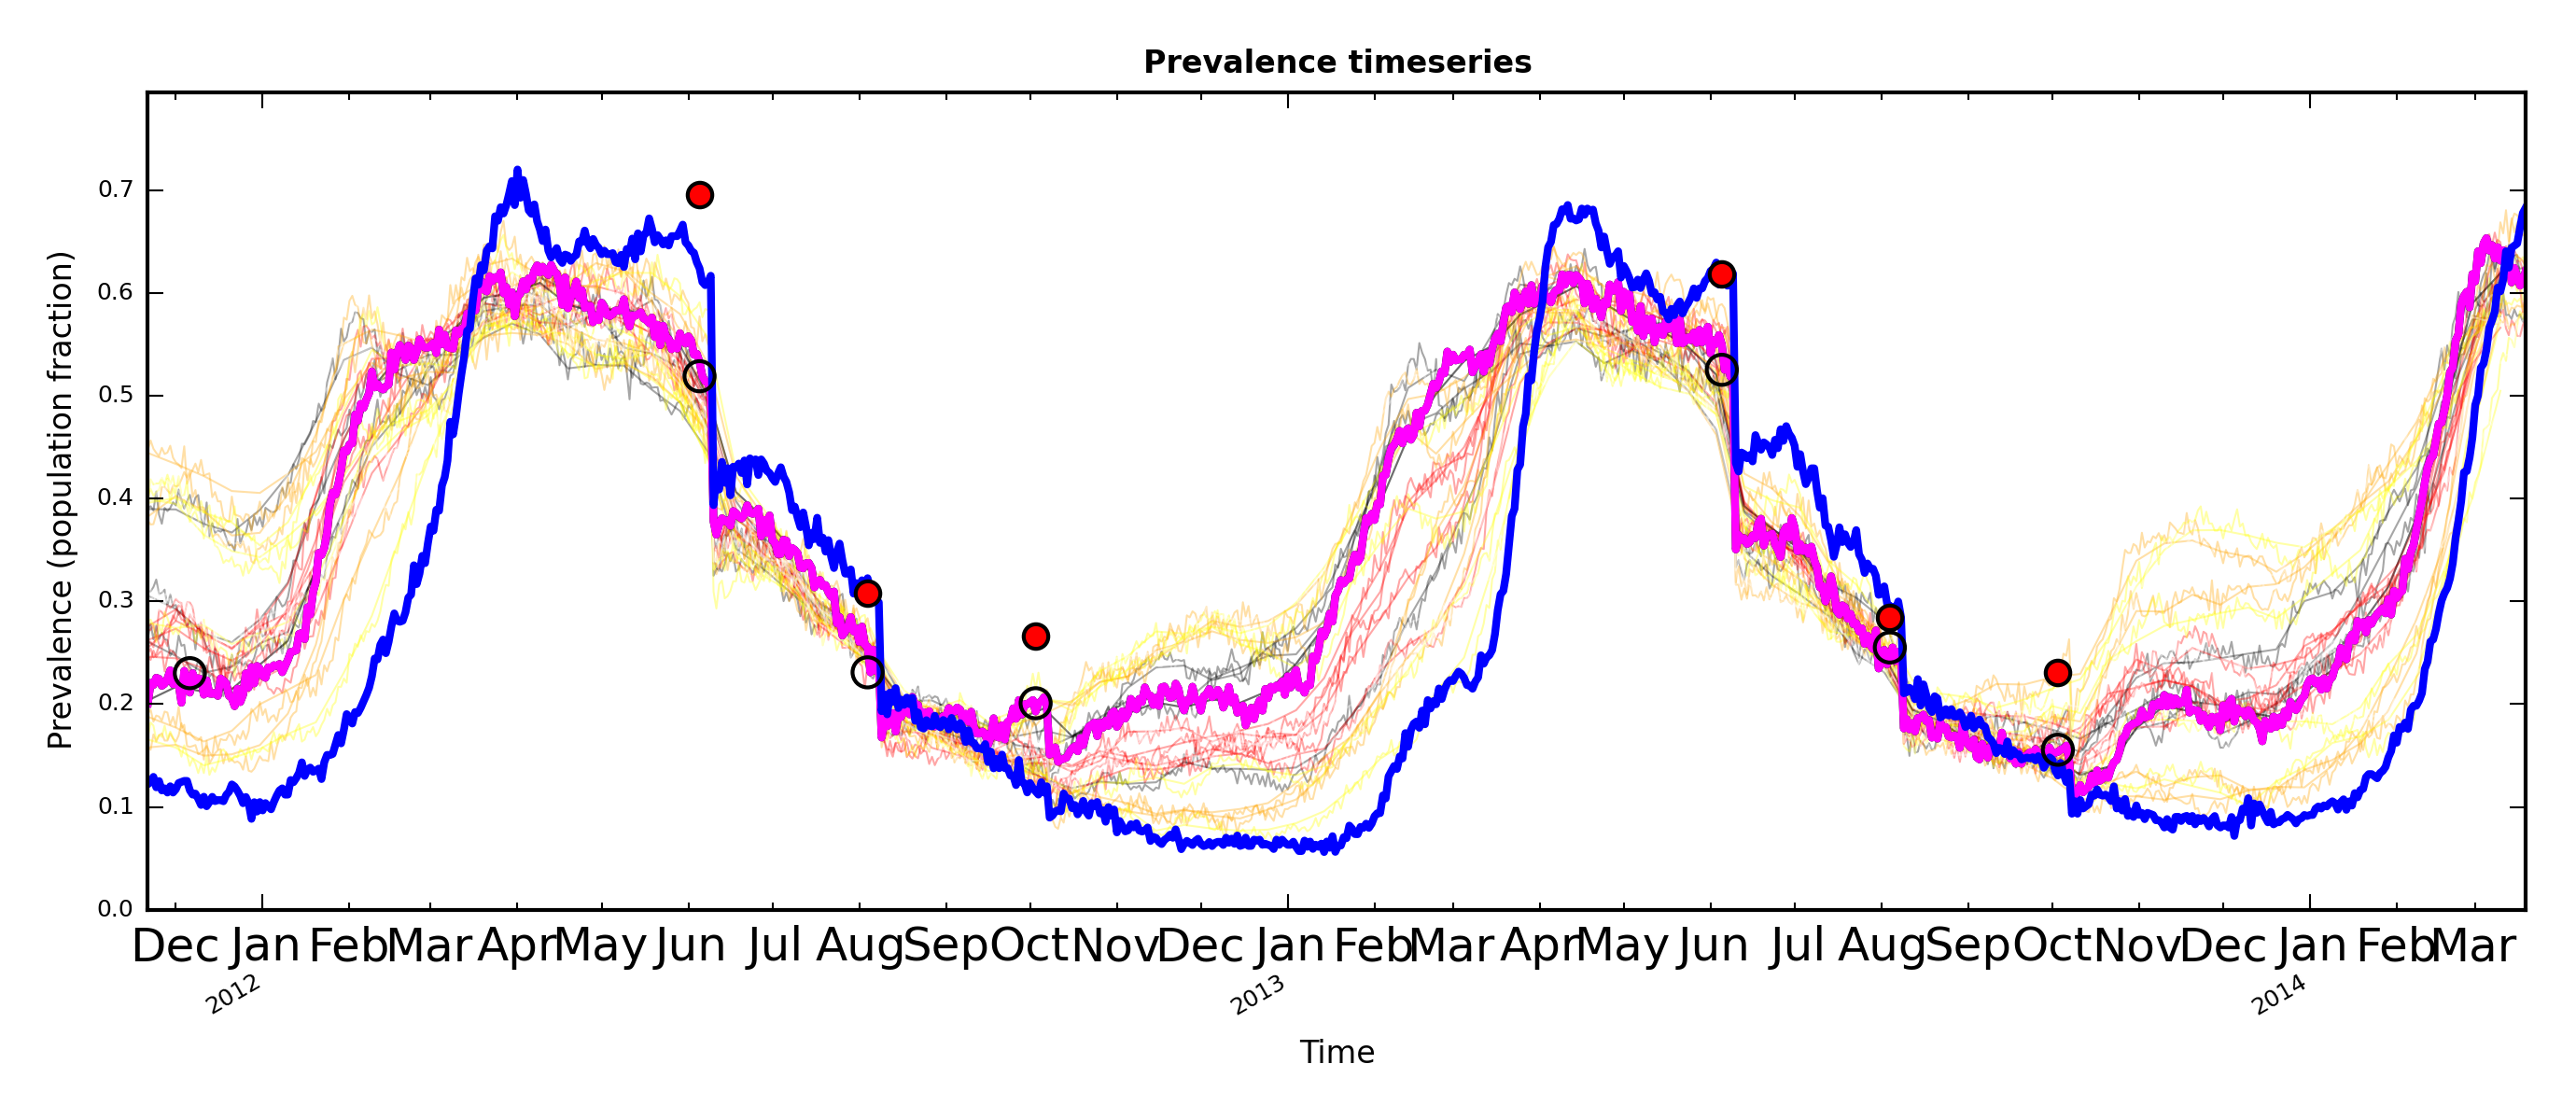 Prevalence timeseries
Prevalence (population fraction)
0.7
0.6
0.5
0.4
0.3
0.2
0.1
0.0
Dec Jan Feb Mar Apr May Jun Jul Aug Sep Oct Nov Dec Jan Feb Mar Apr May Jun Jul Aug Sep Oct Nov Dec Jan Feb Mar
2012 2013 2014
Time